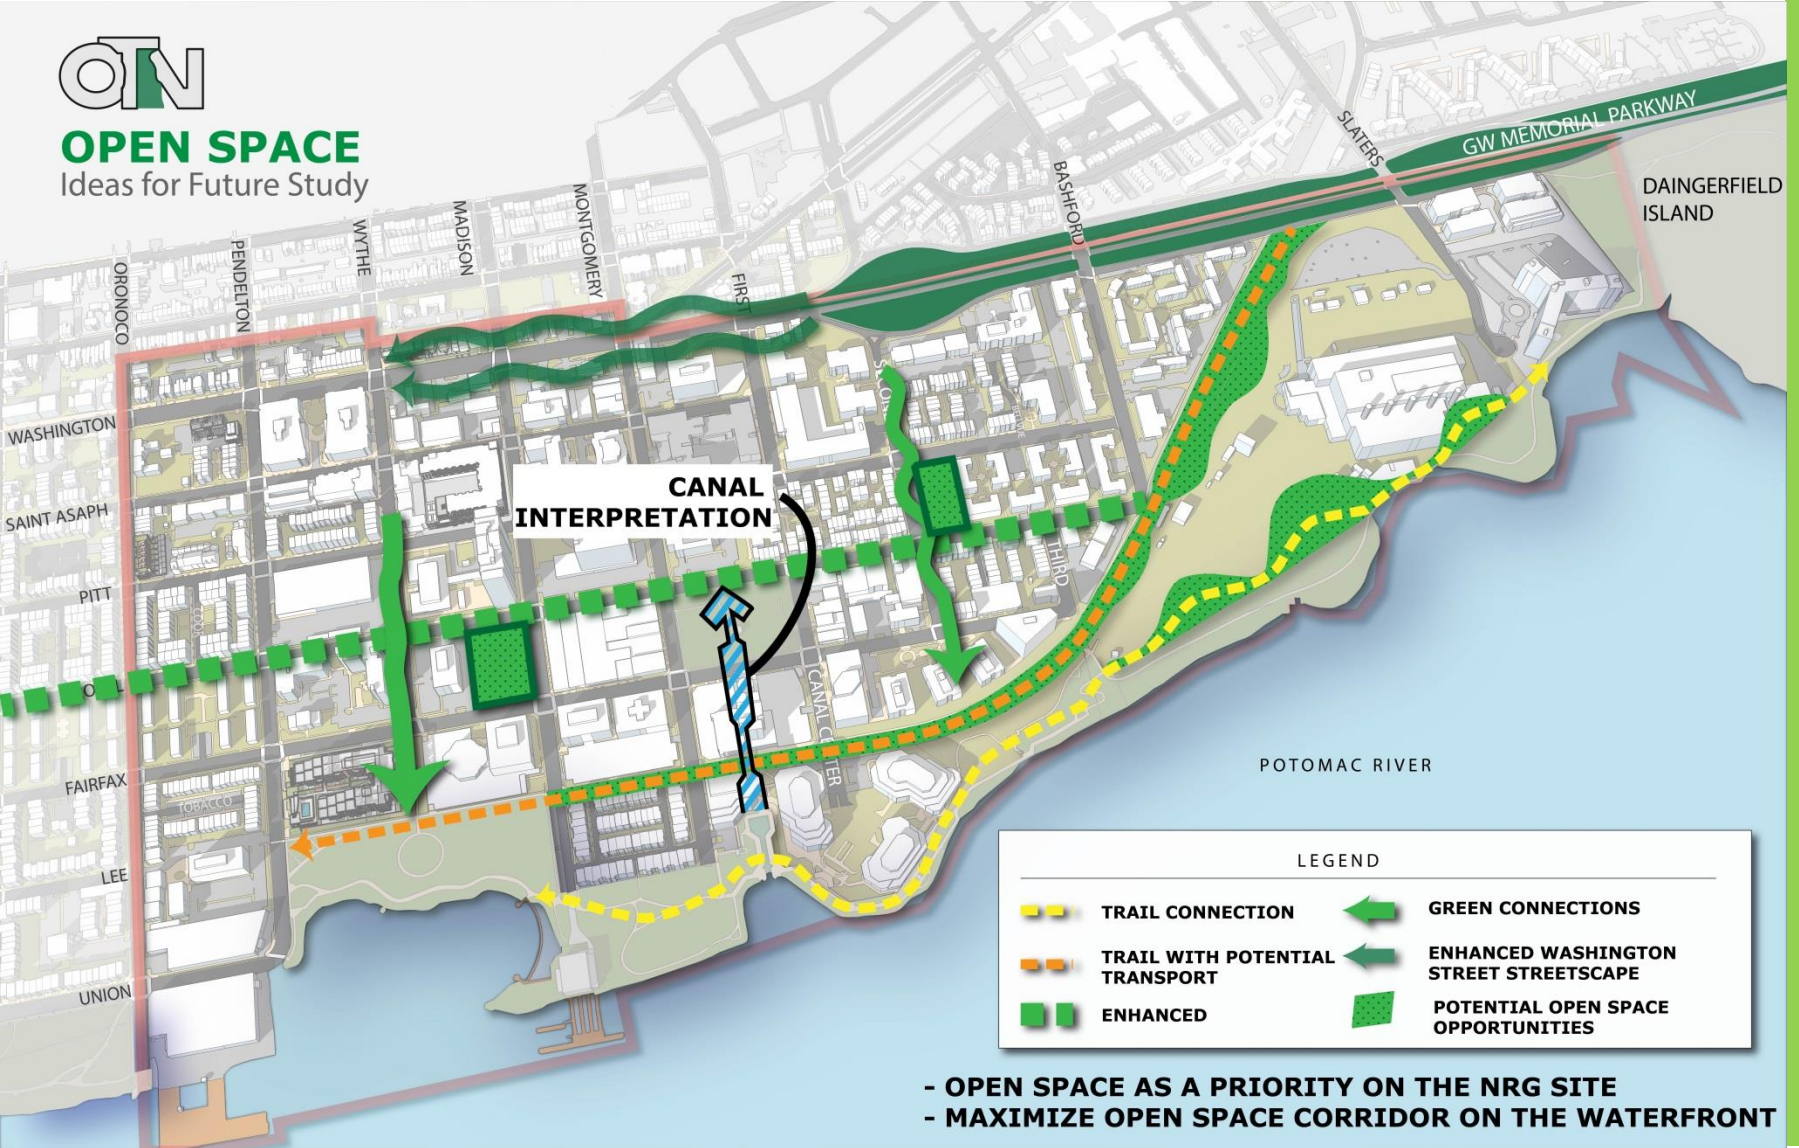 OTN
OPEN SPACE
Ideas for Future Study
ORONOCO
PENDELTON
WYTHE
MADISON
MONTGOMERY
FIRST
BASHFORD
SLATERS
GW MEMORIAL PARKWAY
DAINGERFIELD
ISLAND
WASHINGTON
SAINT ASAPH
PITT
FAIRFAX
LEE
UNION
TOBACCO
THIRD
CANAL
INTERPRETATION
POTOMAC RIVER
LEGEND
TRAIL CONNECTION
TRAIL WITH POTENTIAL
TRANSPORT
ENHANCED
GREEN CONNECTIONS
ENHANCED WASHINGTON
STREET STREETSCAPE
POTENTIAL OPEN SPACE
OPPORTUNITIES
- OPEN SPACE AS A PRIORITY ON THE NRG SITE
- MAXIMIZE OPEN SPACE CORRIDOR ON THE WATERFRONT